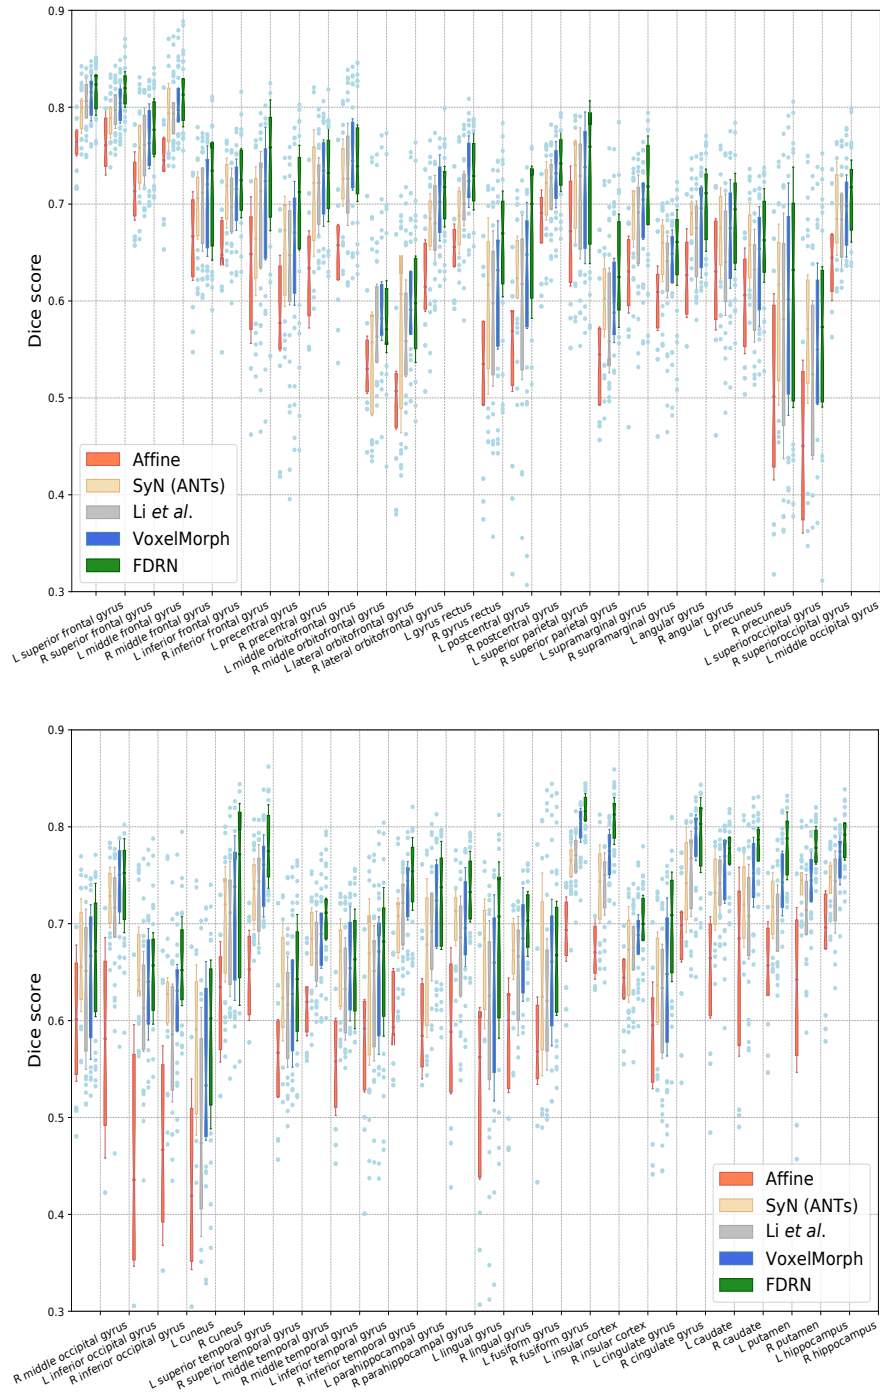 0.9
0.8
0.7
0.6
0.5
0.4
0.3
Dice score
Affine
SyN (ANTs)
Li et al.
VoxelMorph
FDRN
L superior frontal gyrus
R superior frontal gyrus
L middle frontal gyrus
R middle frontal gyrus
L inferior frontal gyrus
R inferior frontal gyrus
L precentral gyrus
R precentral gyrus
L middle orbitofrontal gyrus
R middle orbitofrontal gyrus
L lateral orbitofrontal gyrus
R lateral orbitofrontal gyrus
L gyrus rectus
R gyrus rectus
L postcentral gyrus
R postcentral gyrus
L superior parietal gyrus
R superior parietal gyrus
L supramarginal gyrus
R supramarginal gyrus
L angular gyrus
R angular gyrus
L precuneus
R precuneus
L superioroccipital gyrus
R superioroccipital gyrus
L middle occipital gyrus
0.9
0.8
0.7
0.6
0.5
0.4
0.3
Dice score
Affine
SyN (ANTs)
Li et al.
VoxelMorph
FDRN
R middle occipital gyrus
L inferior occipital gyrus
R inferior occipital gyrus
L cuneus
R cuneus
L superior temporal gyrus
R superior temporal gyrus
L middle temporal gyrus
R middle temporal gyrus
L inferior temporal gyrus
R inferior temporal gyrus
L parahippocampal gyrus
R parahippocampal gyrus
L lingual gyrus
R lingual gyrus
L fusiform gyrus
R fusiform gyrus
L insular cortex
R insular cortex
L cingulate gyrus
R cingulate gyrus
L caudate
R caudate
L putamen
R putamen
L hippocampus
R hippocampus